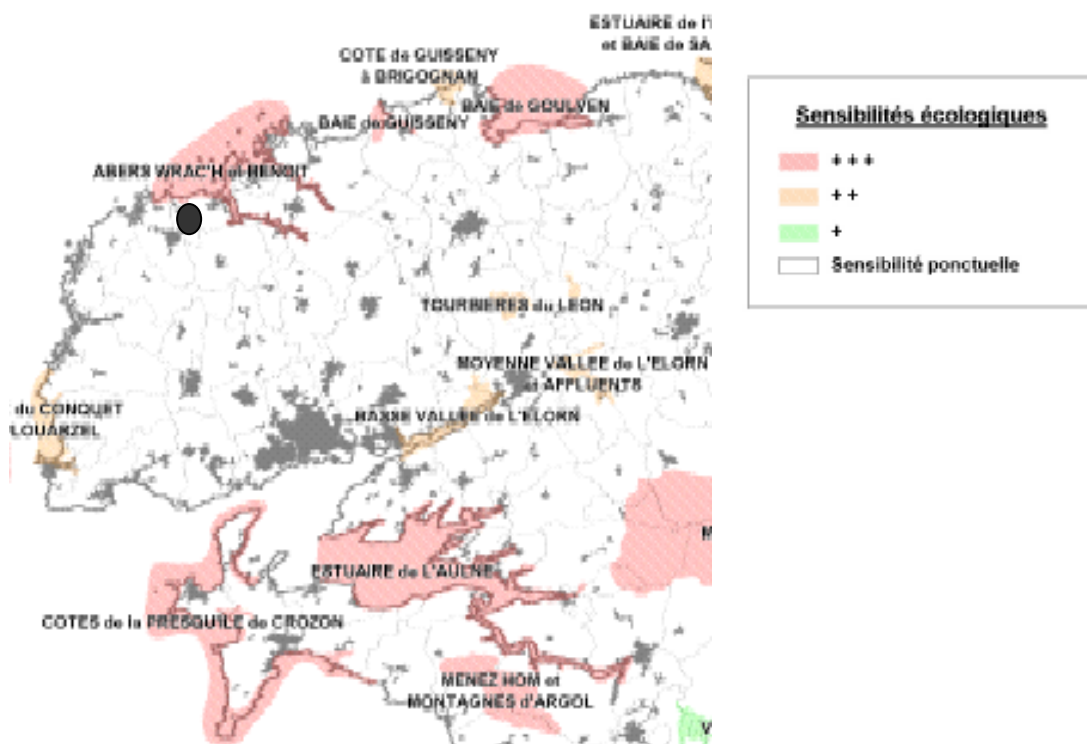 ESTUAIRE de l'
et BAIE de SA
COTE de GUISSENY
à BRIGOGNAN
BAIE de GOULVEN
BAIE de GUISSENY
ABERS WRAC'H et BENOIT
TOURBIERES du LEON
MOYENNE VALLEE de L'ELORN
et AFFLUENTS
du CONQUET
LOUARZEL
BASSE VALLEE de L'ELORN
M
ESTUAIRE de L'AULNE
COTES de la PRESQUILE de CROZON
MENEZ HOM et
MONTAGNES d'ARGOL
V
Sensibilités écologiques
+ + +
+ +
+
Sensibilité ponctuelle